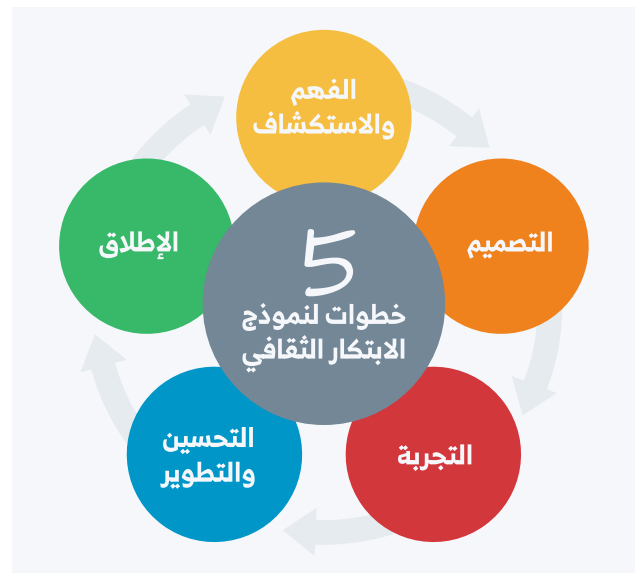 الفهم
والاستكشاف
التصميم
التجربة
التحسين
والتطوير
الإطلاق
5
خطوات لنموذج
الابتكار الثقافي